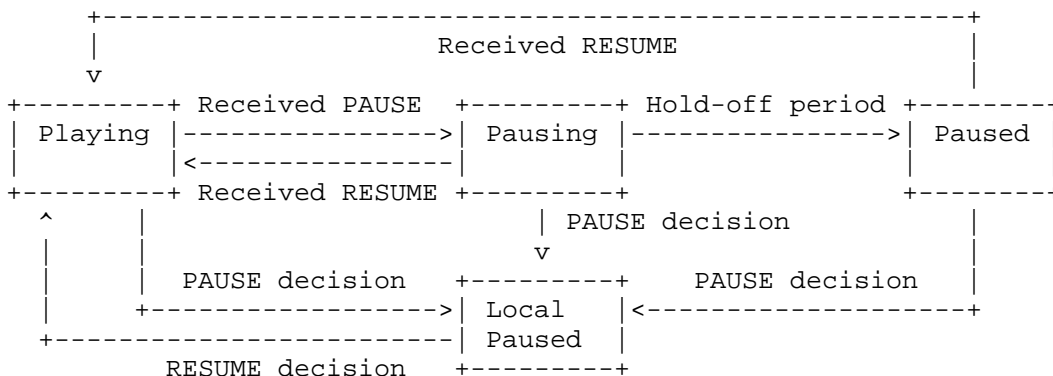 Received RESUME
Received PAUSE Hold-off period
Playing Pausing Paused
Received RESUME
PAUSE decision
PAUSE decision PAUSE decision
Local
Paused
RESUME decision